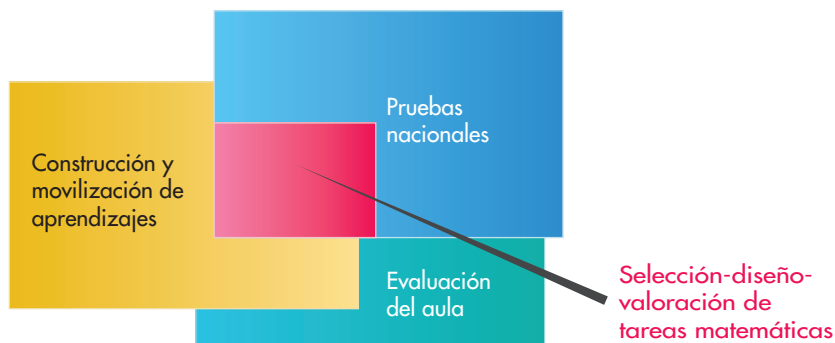 Pruebas
nacionales
Construcción y
movilización de
aprendizajes
Evaluación
del aula
Selección-diseño-
valoración de
tareas matemáticas